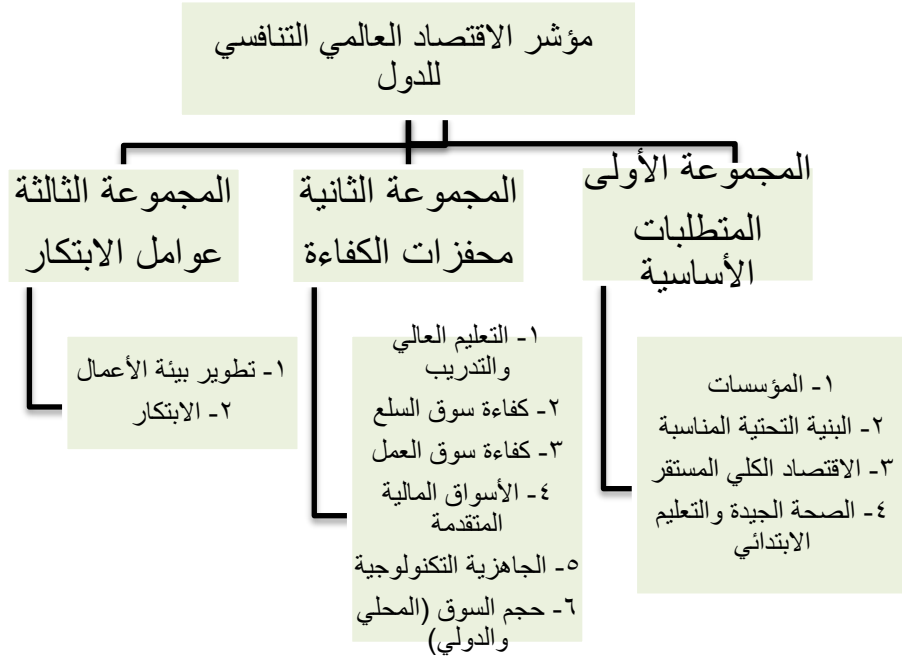 مؤشر الاقتصاد العالمي التنافسي
للدول
المجموعة الأولى
المتطلبات
الأساسية
المجموعة الثانية
محفزات الكفاءة
المجموعة الثالثة
عوامل الابتكار
١- المؤسسات
٢- البنية التحتية المناسبة
٣- الاقتصاد الكلي المستقر
٤- الصحة الجيدة والتعليم
الابتدائي
١- التعليم العالي
والتدريب
٢- كفاءة سوق السلع
٣- كفاءة سوق العمل
٤- الأسواق المالية
المتقدمة
٥- الجاهزية التكنولوجية
٦- حجم السوق (المحلي
والدولي)
١- تطوير بيئة الأعمال
٢- الابتكار